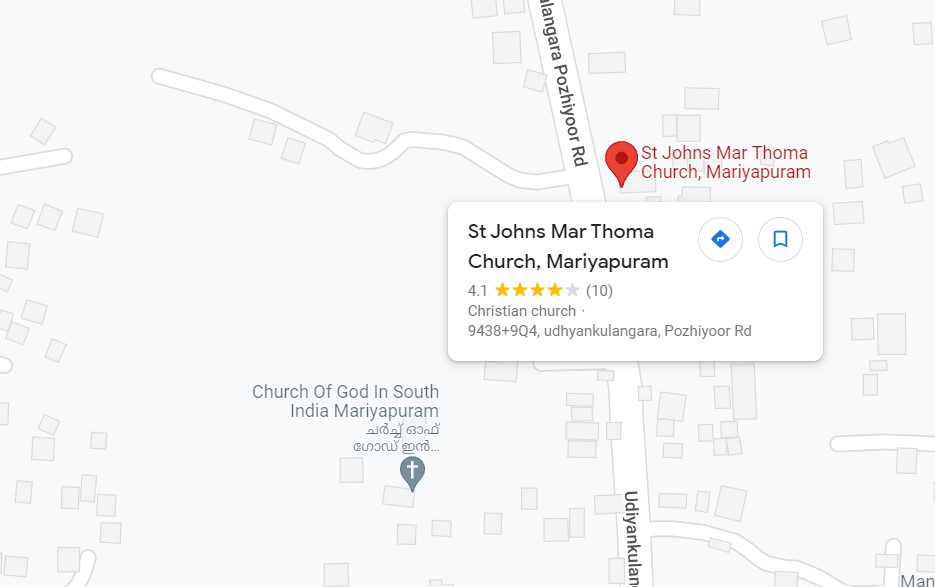 ulangara Pozhiyoor Rd
St Johns Mar Thoma
Church, Mariyapuram
St Johns Mar Thoma
Church, Mariyapuram
4.1 (10)
Christian church ·
9438+9Q4, udhyankulangara, Pozhiyoor Rd
Church Of God In South
India Mariyapuram
ചർച്ച് ഓഫ്
ഗോഡ് ഇൻ...
Udiyankulan
Man